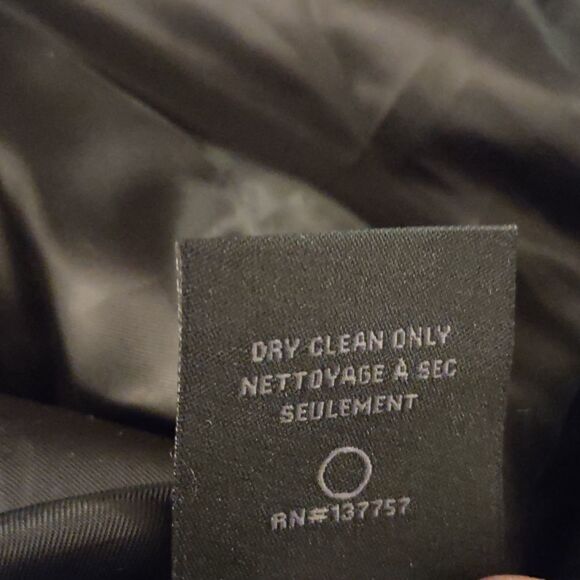 DRY CLEAN ONLY
NETTOYAGE À SEC
SEULEMENT
RN#137757